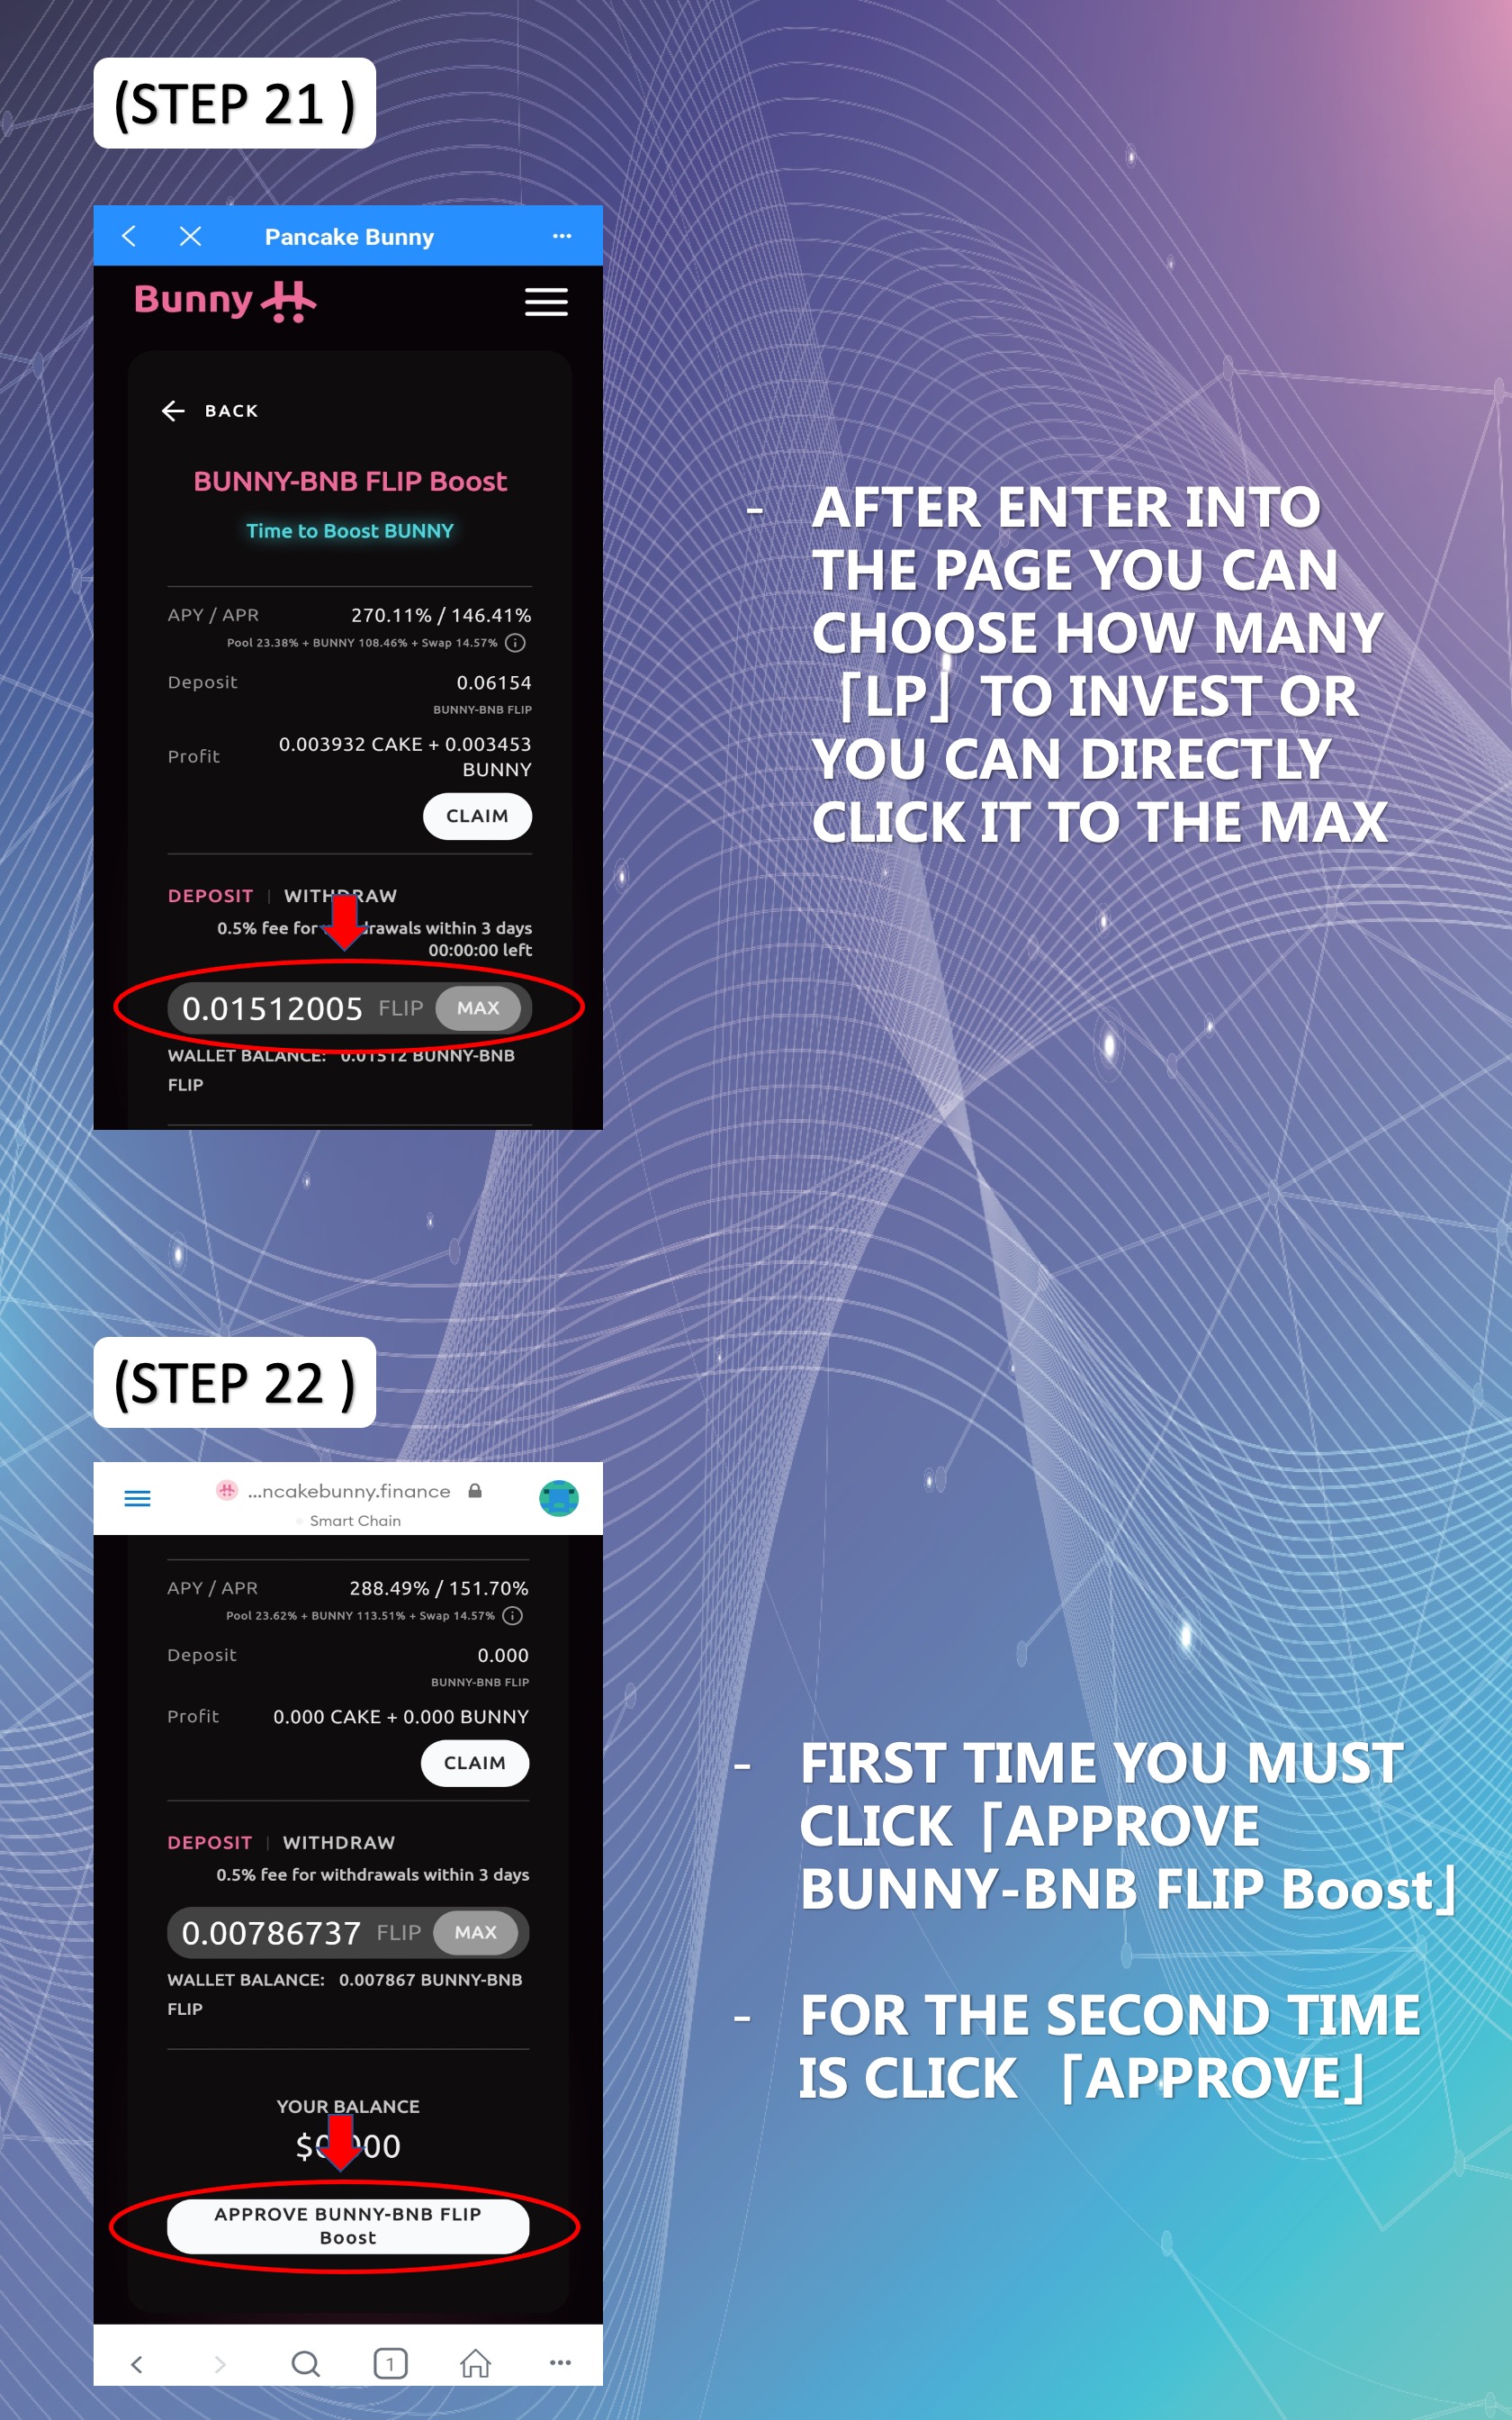 (STEP 21 )
Pancake Bunny
Bunny
BACK
BUNNY-BNB FLIP Boost
Time to Boost BUNNY
APY / APR 270.11% / 146.41%
Pool 23.38% + BUNNY 108.46% + Swap 14.57%
Deposit 0.06154
BUNNY-BNB FLIP
Profit 0.003932 CAKE + 0.003453
BUNNY
CLAIM
DEPOSIT | WITHDRAW
0.5% fee for withdrawals within 3 days
00:00:00 left
0.01512005 FLIP MAX
WALLET BALANCE: 0.01512 BUNNY-BNB
FLIP
- AFTER ENTER INTO
THE PAGE YOU CAN
CHOOSE HOW MANY
「LP」TO INVEST OR
YOU CAN DIRECTLY
CLICK IT TO THE MAX
(STEP 22 )
...ncakebunny.finance
Smart Chain
APY / APR 288.49% / 151.70%
Pool 23.62% + BUNNY 113.51% + Swap 14.57%
Deposit 0.000
BUNNY-BNB FLIP
Profit 0.000 CAKE + 0.000 BUNNY
CLAIM
DEPOSIT | WITHDRAW
0.5% fee for withdrawals within 3 days
0.00786737 FLIP MAX
WALLET BALANCE: 0.007867 BUNNY-BNB
FLIP
YOUR BALANCE
APPROVE BUNNY-BNB FLIP
Boost
1
- FIRST TIME YOU MUST
CLICK「APPROVE
BUNNY-BNB FLIP Boost」
- FOR THE SECOND TIME
IS CLICK 「APPROVE」